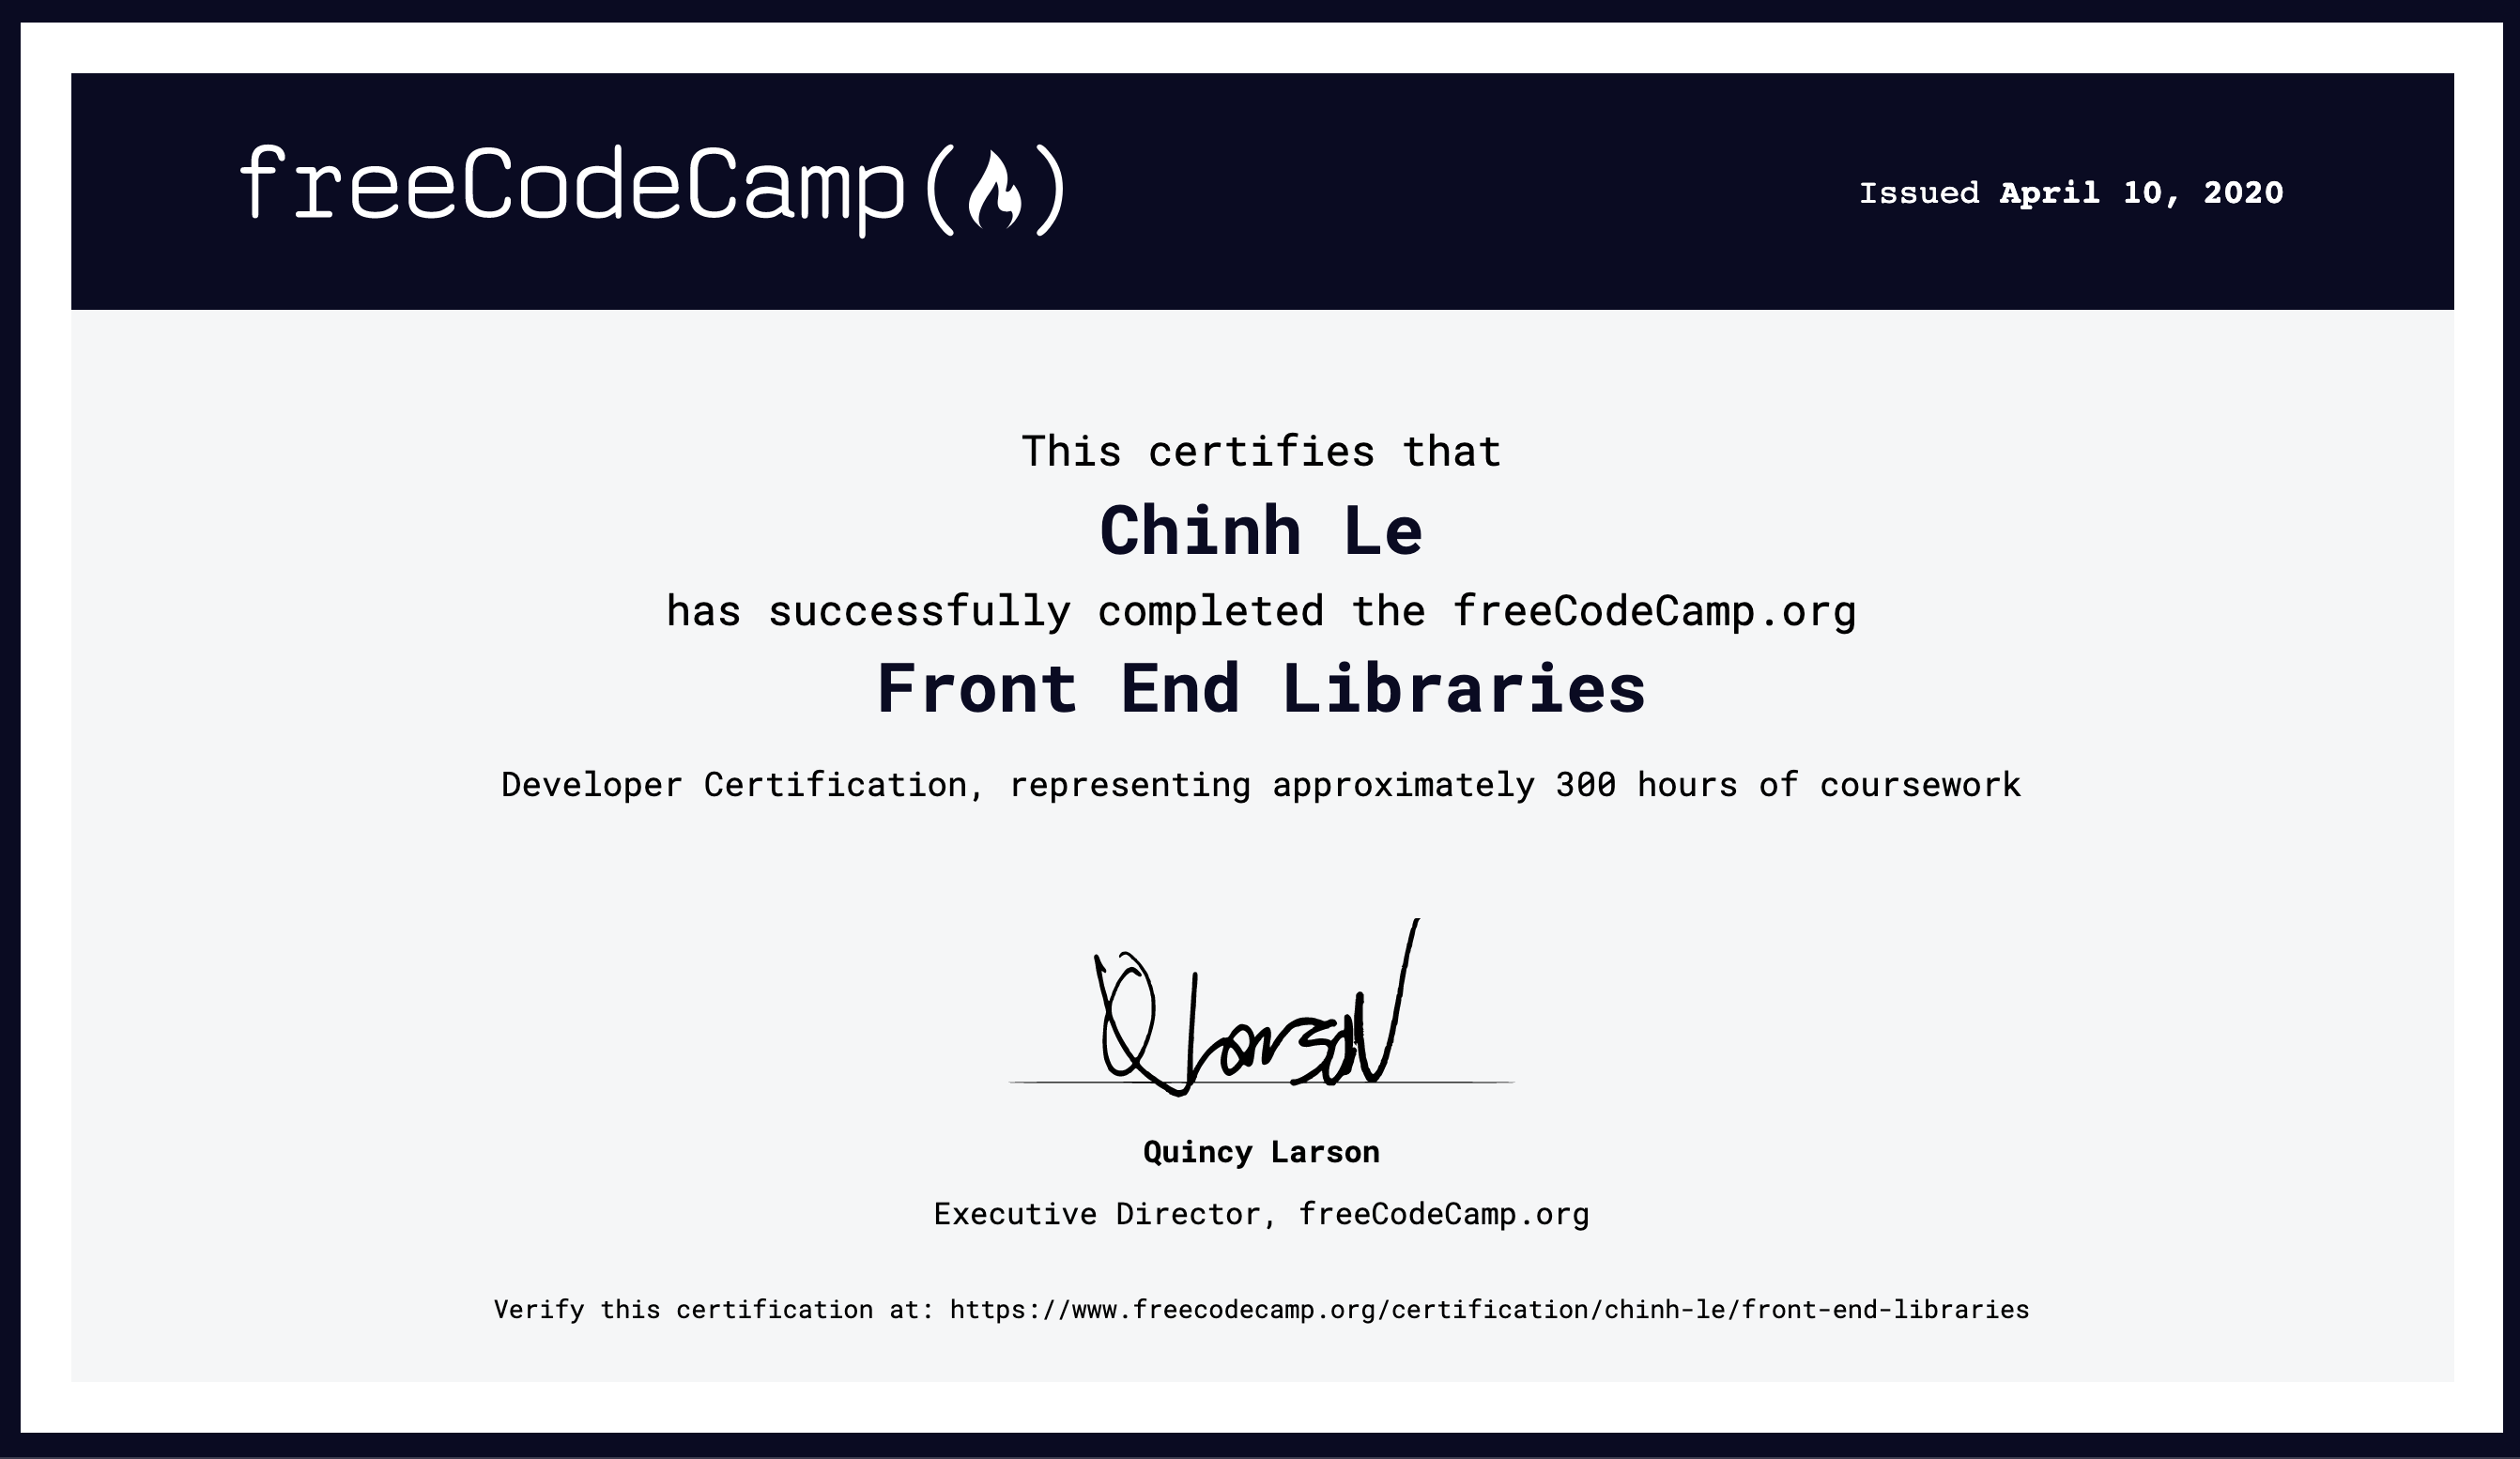 freeCodeCamp(🔥)
Issued April 10, 2020
This certifies that
Chinh Le
has successfully completed the freeCodeCamp.org
Front End Libraries
Developer Certification, representing approximately 300 hours of coursework
Q Larson
Quincy Larson
Executive Director, freeCodeCamp.org
Verify this certification at: https://www.freecodecamp.org/certification/chinh-le/front-end-libraries